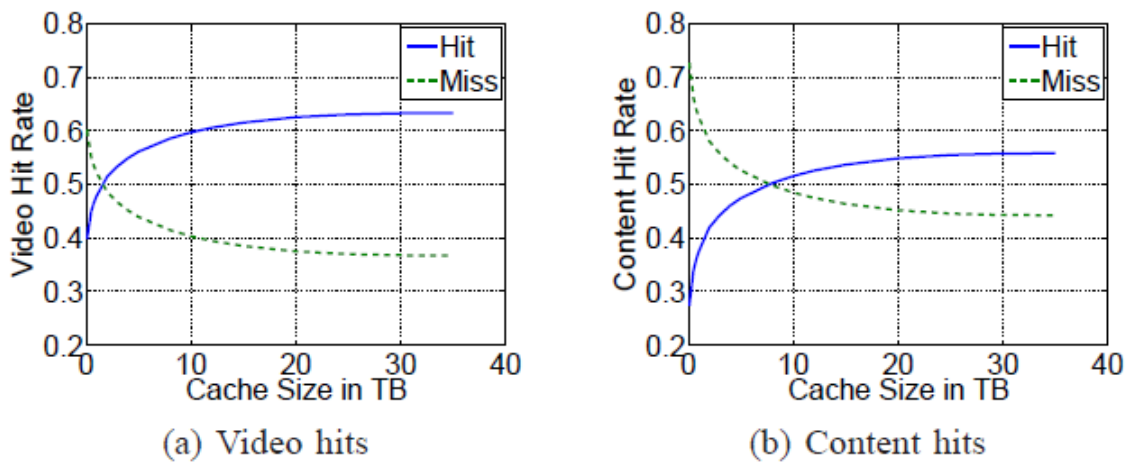 0.8
0.7
0.6
0.5
0.4
0.3
0.2
Video Hit Rate
Hit
Miss
0 10 20 30 40
Cache Size in TB
(a) Video hits
0.8
0.7
0.6
0.5
0.4
0.3
0.2
Content Hit Rate
Hit
Miss
0 10 20 30 40
Cache Size in TB
(b) Content hits